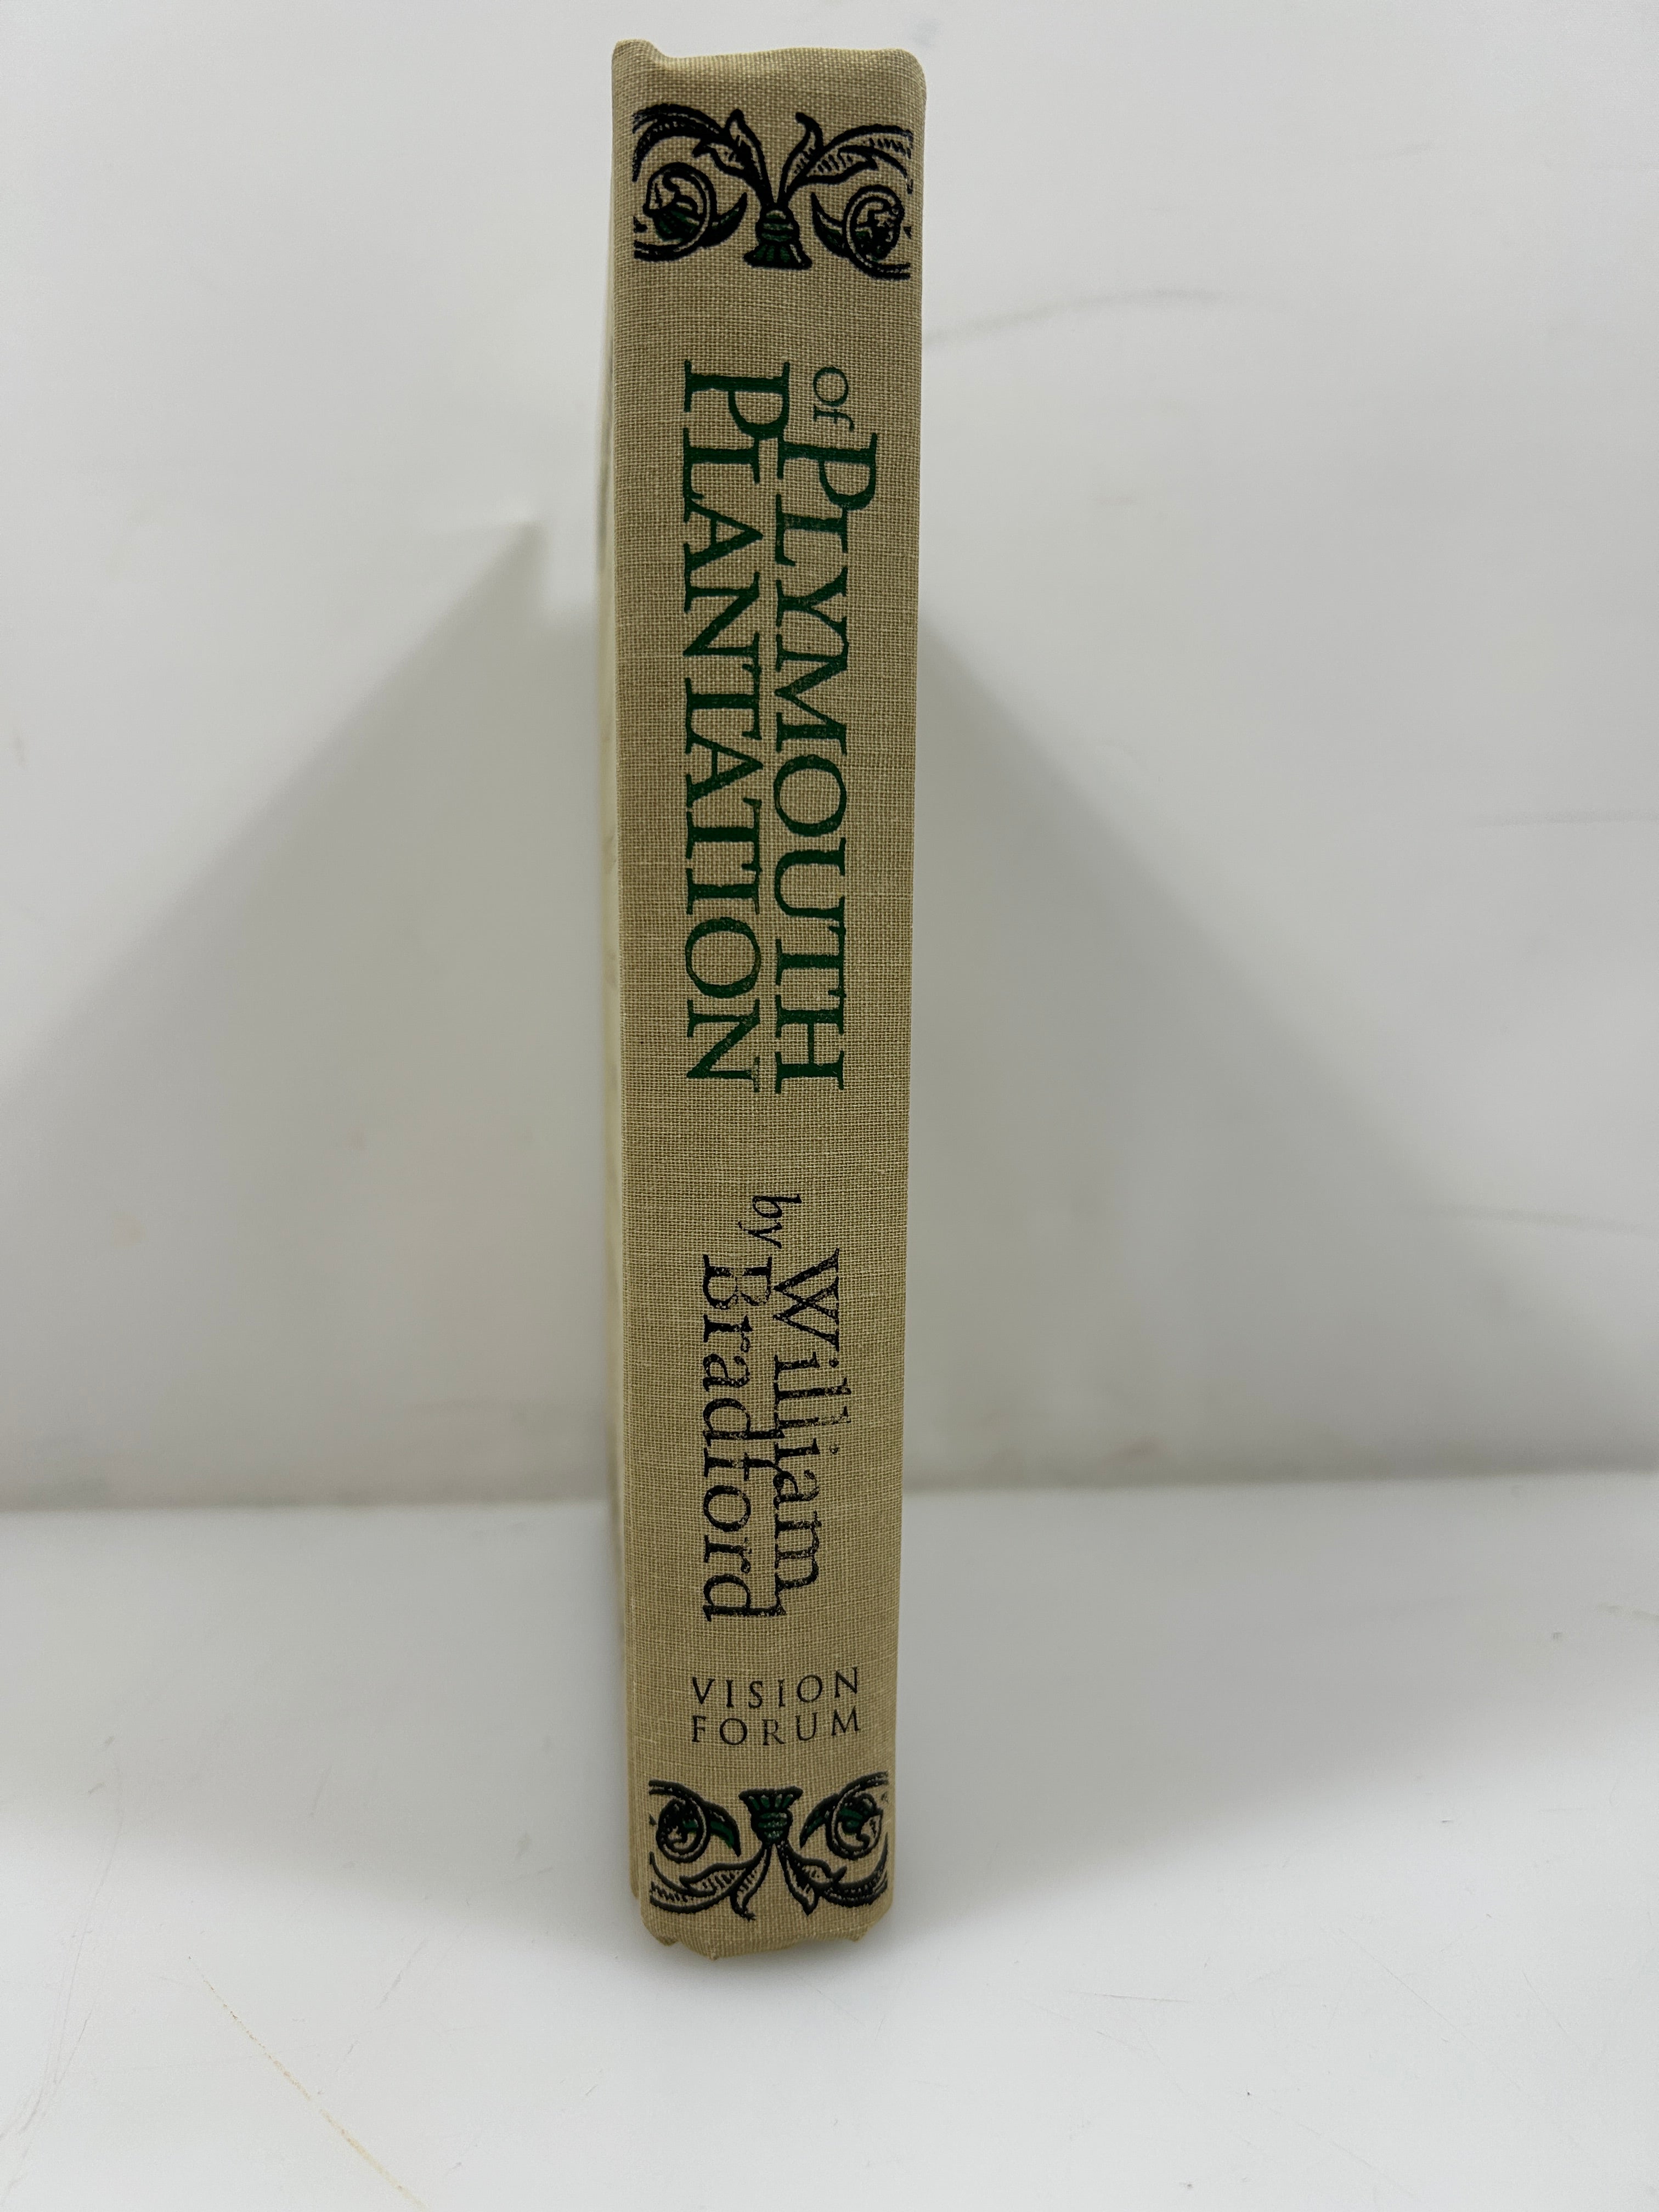 Of PLYMOUTH
PLANTATION
by William
Bradford
VISION
FORUM